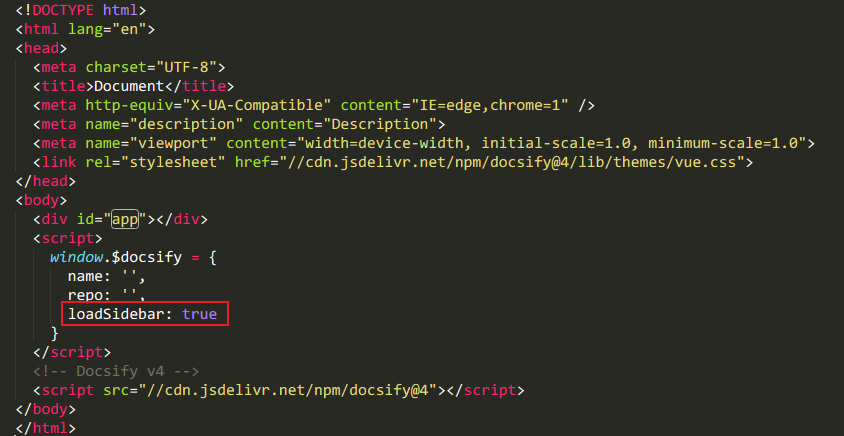 <!DOCTYPE html>
<html lang="en">
<head>
  <meta charset="UTF-8">
  <title>Document</title>
  <meta http-equiv="X-UA-Compatible" content="IE=edge,chrome=1" />
  <meta name="description" content="Description">
  <meta name="viewport" content="width=device-width, initial-scale=1.0, minimum-scale=1.0">
  <link rel="stylesheet" href="//cdn.jsdelivr.net/npm/docsify@4/lib/themes/vue.css">
</head>
<body>
  <div id="app"></div>
  <script>
    window.$docsify = {
      name: '',
      repo: '',
      loadSidebar: true
    }
  </script>
  <!-- Docsify v4 -->
  <script src="//cdn.jsdelivr.net/npm/docsify@4"></script>
</body>
</html>